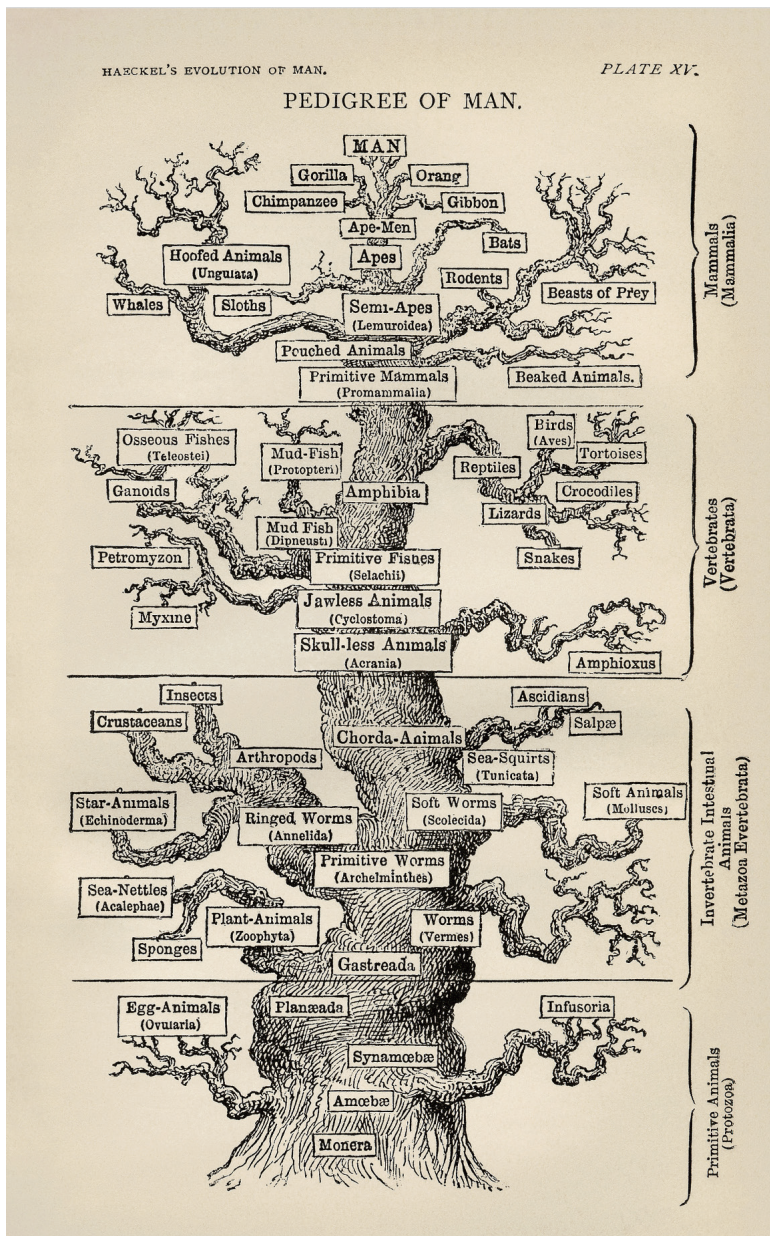 HAECKEL'S EVOLUTION OF MAN.
PLATE XV.
PEDIGREE OF MAN.
MAN
Gorilla
Orang
Chimpanzee
Gibbon
Ape-Men
Bats
Hoofed Animals
(Ungulata)
Apes
Rodents
Beasts of Prey
Whales
Sloths
Semi-Apes
(Lemuroidea)
Pouched Animals
Primitive Mammals
(Promammalia)
Beaked Animals.
Mammals
(Mammalia)
Osseous Fishes
(Teleostei)
Mud-Fish
(Protopteri)
Birds
(Aves)
Tortoises
Reptiles
Ganoids
Amphibia
Crocodiles
Lizards
Mud Fish
(Dipneusti)
Petromyzon
Primitive Fishes
(Selachii)
Snakes
Myxine
Jawless Animals
(Cyclostoma)
Skull-less Animals
(Acrania)
Amphioxus
Vertebrates
(Vertebrata)
Insects
Ascidians
Crustaceans
Salpæ
Chorda-Animals
Arthropods
Sea-Squirts
(Tunicata)
Star-Animals
(Echinoderma)
Ringed Worms
(Annelida)
Soft Worms
(Scolecida)
Soft Animals
(Molluscs)
Primitive Worms
(Archelminthes)
Sea-Nettles
(Acalephae)
Plant-Animals
(Zoophyta)
Worms
(Vermes)
Sponges
Gastreada
Invertebrate Intestinal
Animals
(Metazoa Evertebrata)
Egg-Animals
(Ovularia)
Planæada
Infusoria
Synamœbæ
Amœbæ
Monera
Primitive Animals
(Protozoa)